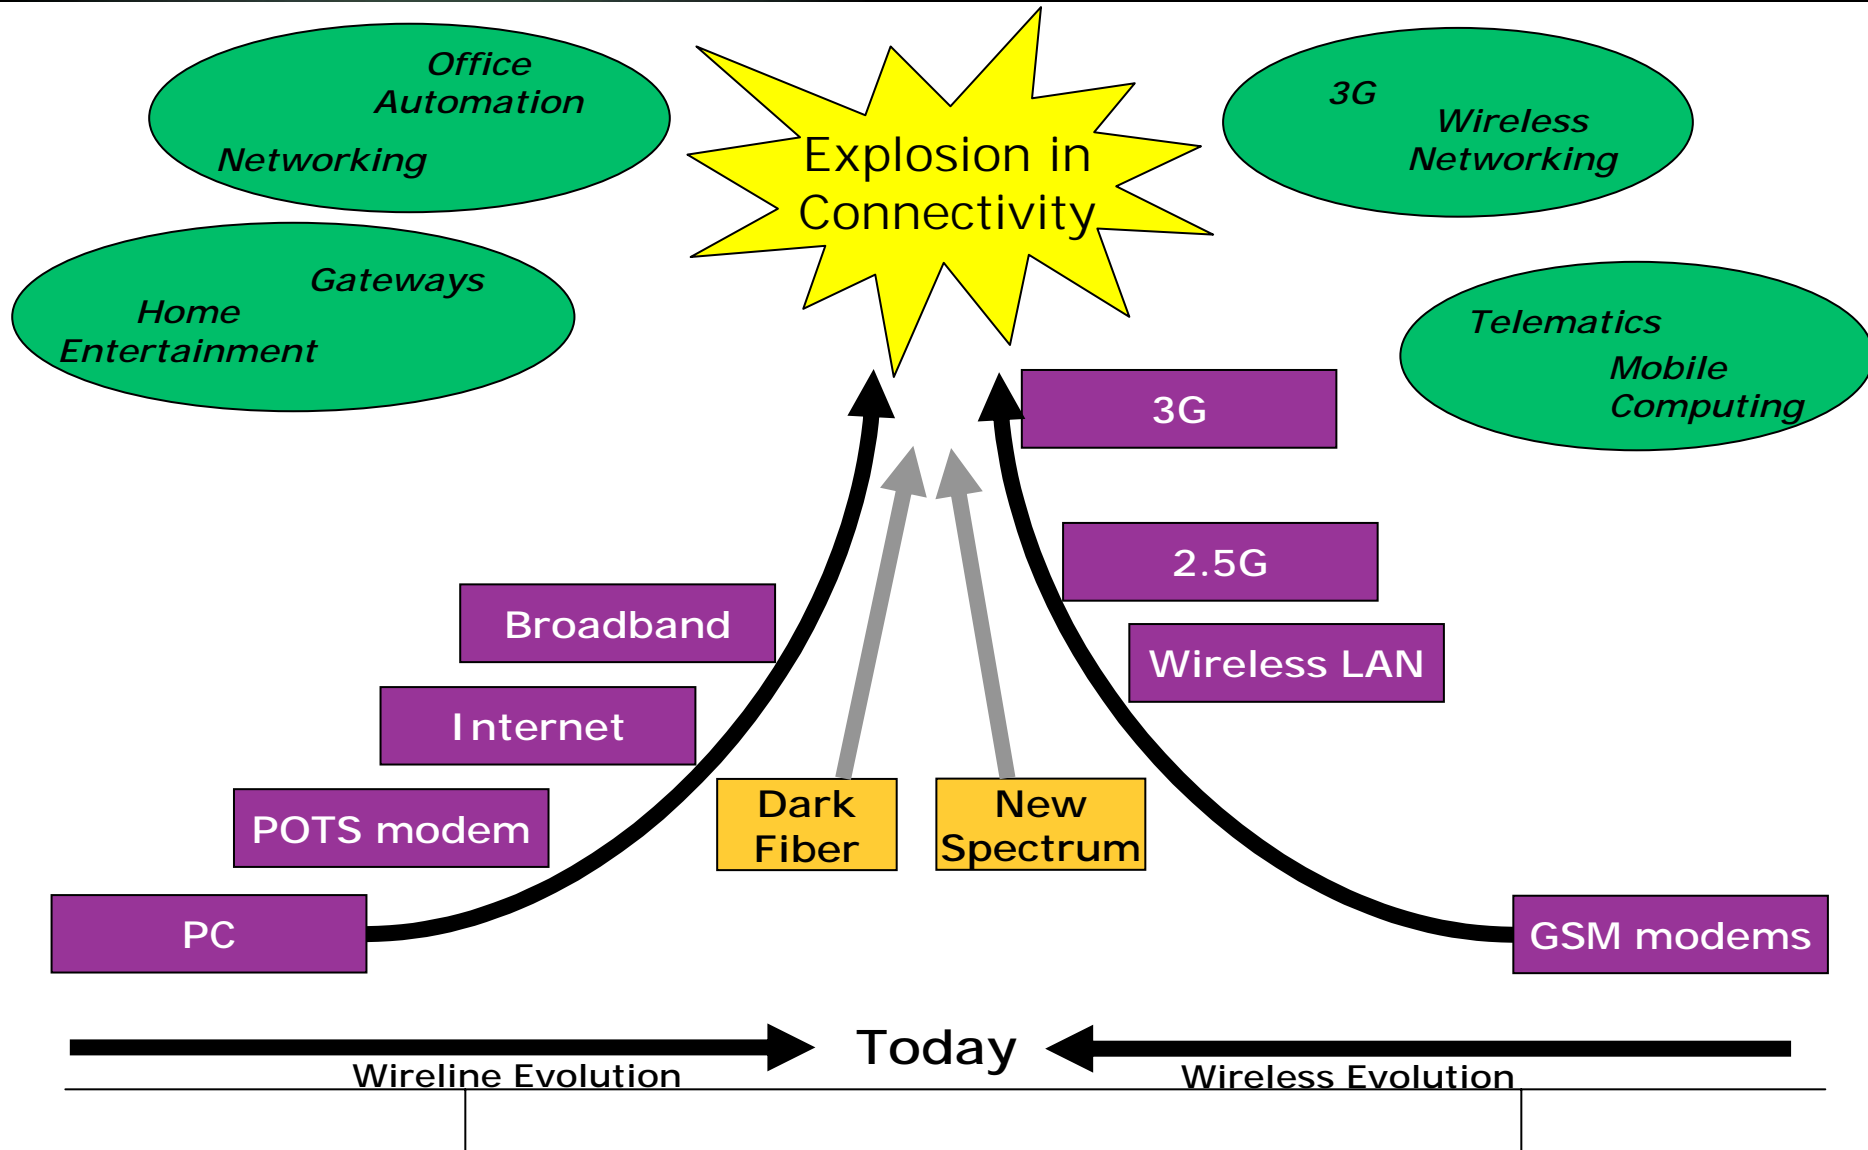 Office
Automation
Networking
Explosion in
Connectivity
3G
Wireless
Networking
Gateways
Home
Entertainment
Telematics
Mobile
Computing
3G
2.5G
Broadband
Wireless LAN
Internet
POTS modem
Dark
Fiber
New
Spectrum
PC
GSM modems
Today
Wireline Evolution
Wireless Evolution